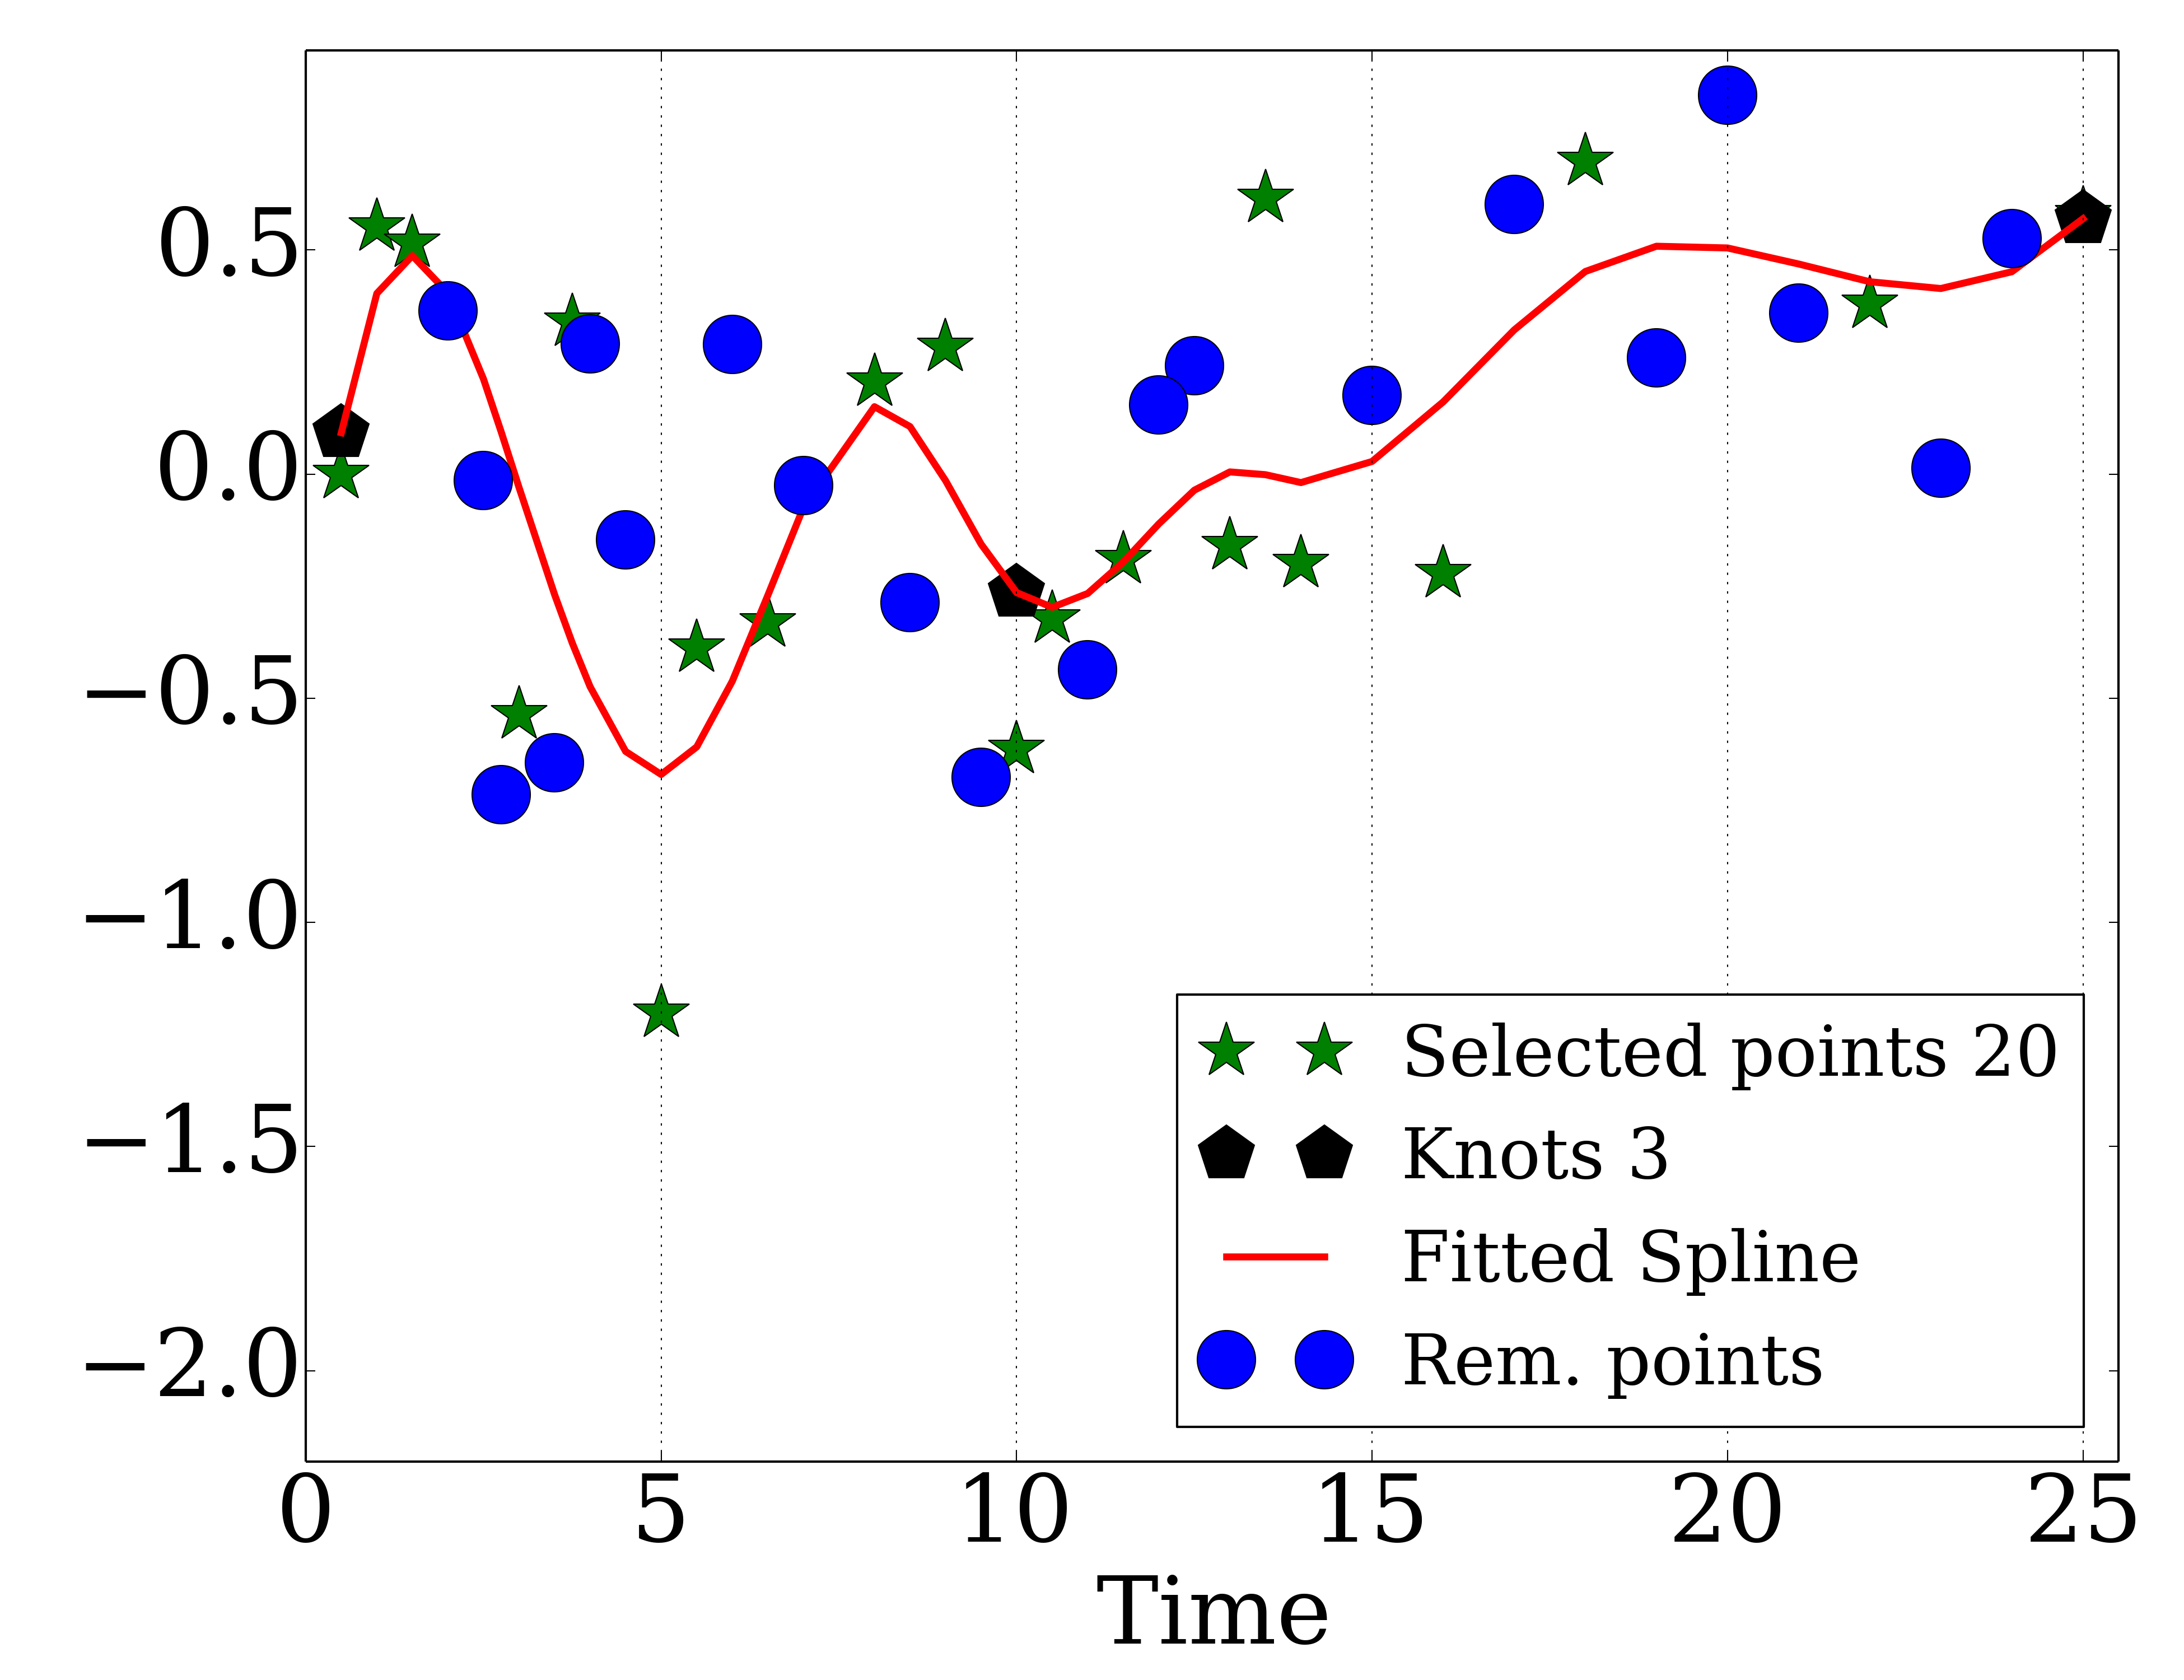 0.5
0.0
−0.5
−1.0
−1.5
−2.0
Selected points 20
Knots 3
Fitted Spline
Rem. points
0 5 10 15 20 25
Time